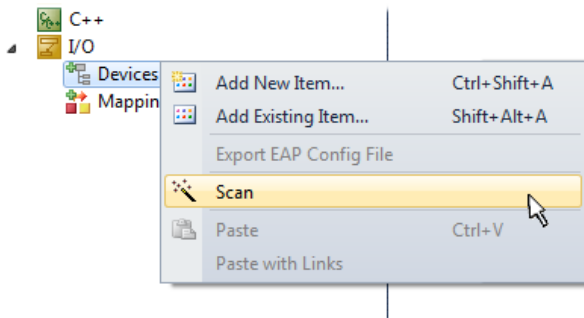 C++
I/O
Devices
Mappin
Add New Item... Ctrl+Shift+A
Add Existing Item... Shift+Alt+A
Export EAP Config File
Scan
Paste Ctrl+V
Paste with Links